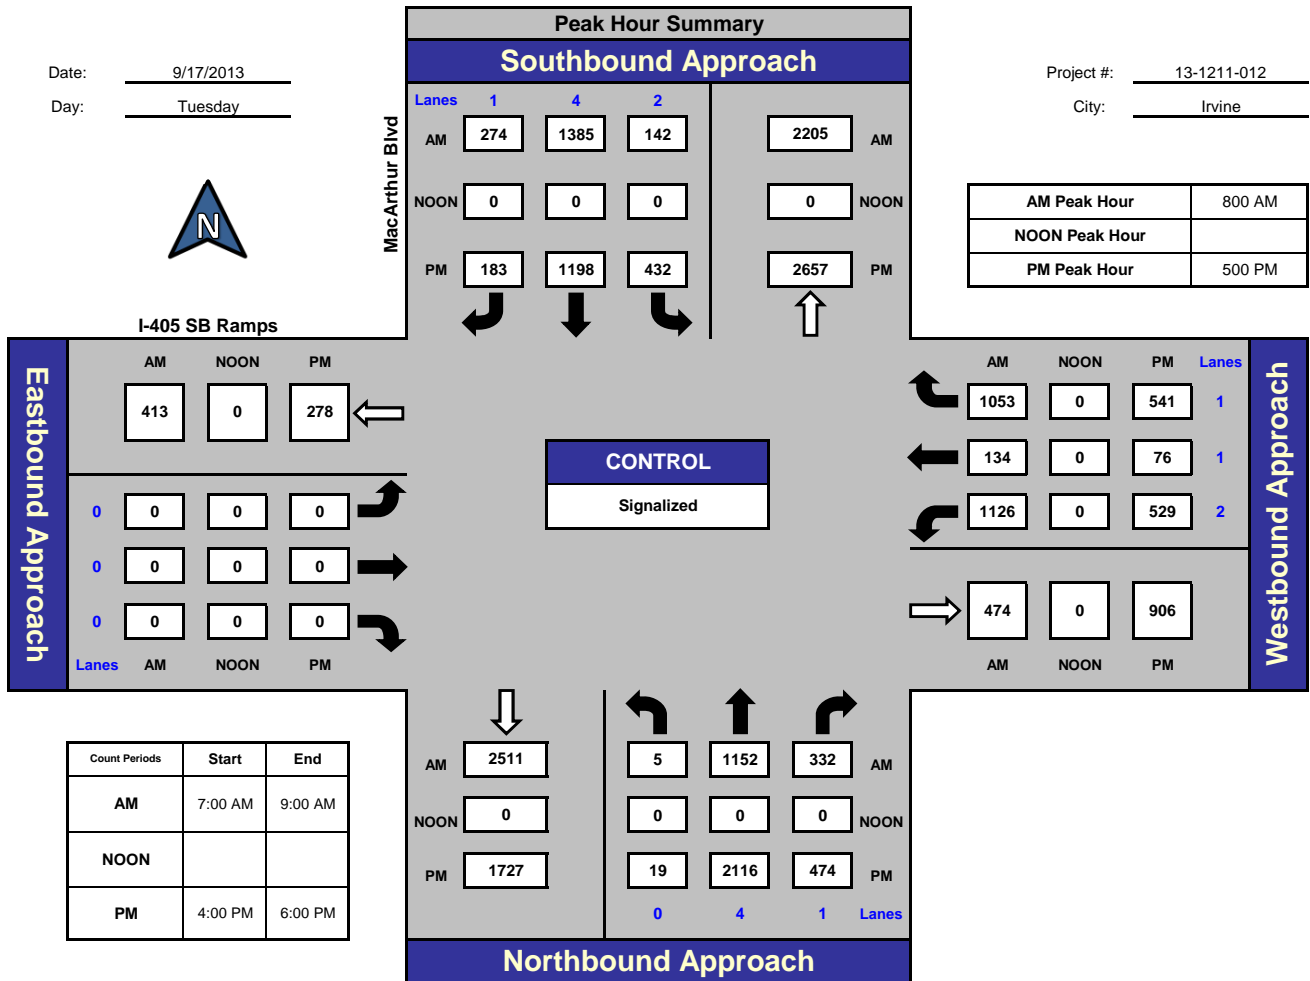 Peak Hour Summary
Southbound Approach
Date: 9/17/2013
Day: Tuesday
Project #: 13-1211-012
City: Irvine
N
MacArthur Blvd
Lanes 1 4 2
AM 274 1385 142 2205 AM
NOON 0 0 0 0 NOON
PM 183 1198 432 2657 PM
AM Peak Hour 800 AM
NOON Peak Hour
PM Peak Hour 500 PM
I-405 SB Ramps
Eastbound Approach
AM NOON PM
413 0 278
0 0 0 0
0 0 0 0
0 0 0 0
Lanes AM NOON PM
CONTROL
Signalized
AM NOON PM Lanes
1053 0 541 1
134 0 76 1
1126 0 529 2
474 0 906
AM NOON PM
Westbound Approach
Count Periods Start End
AM 7:00 AM 9:00 AM
NOON
PM 4:00 PM 6:00 PM
AM 2511 5 1152 332 AM
NOON 0 0 0 0 NOON
PM 1727 19 2116 474 PM
0 4 1 Lanes
Northbound Approach